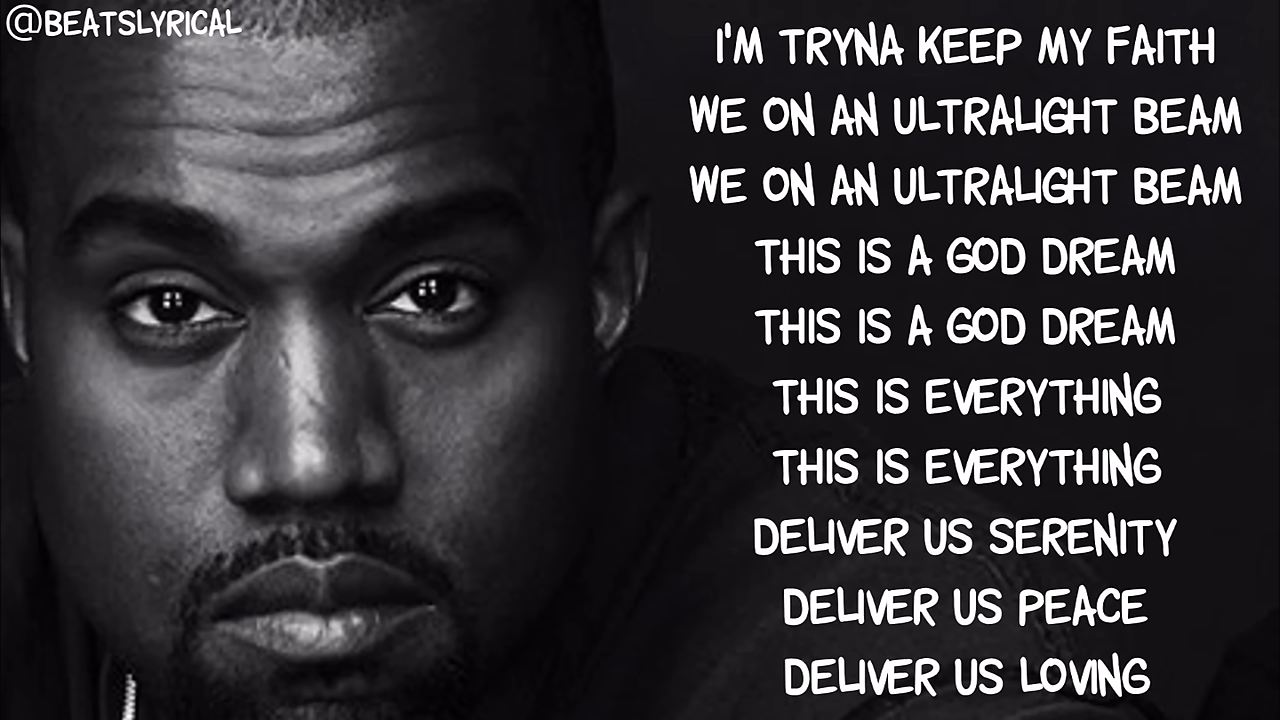 @BEATSLYRICAL
I'M TRYNA KEEP MY FAITH
WE ON AN ULTRALIGHT BEAM
WE ON AN ULTRALIGHT BEAM
THIS IS A GOD DREAM
THIS IS A GOD DREAM
THIS IS EVERYTHING
THIS IS EVERYTHING
DELIVER US SERENITY
DELIVER US PEACE
DELIVER US LOVING